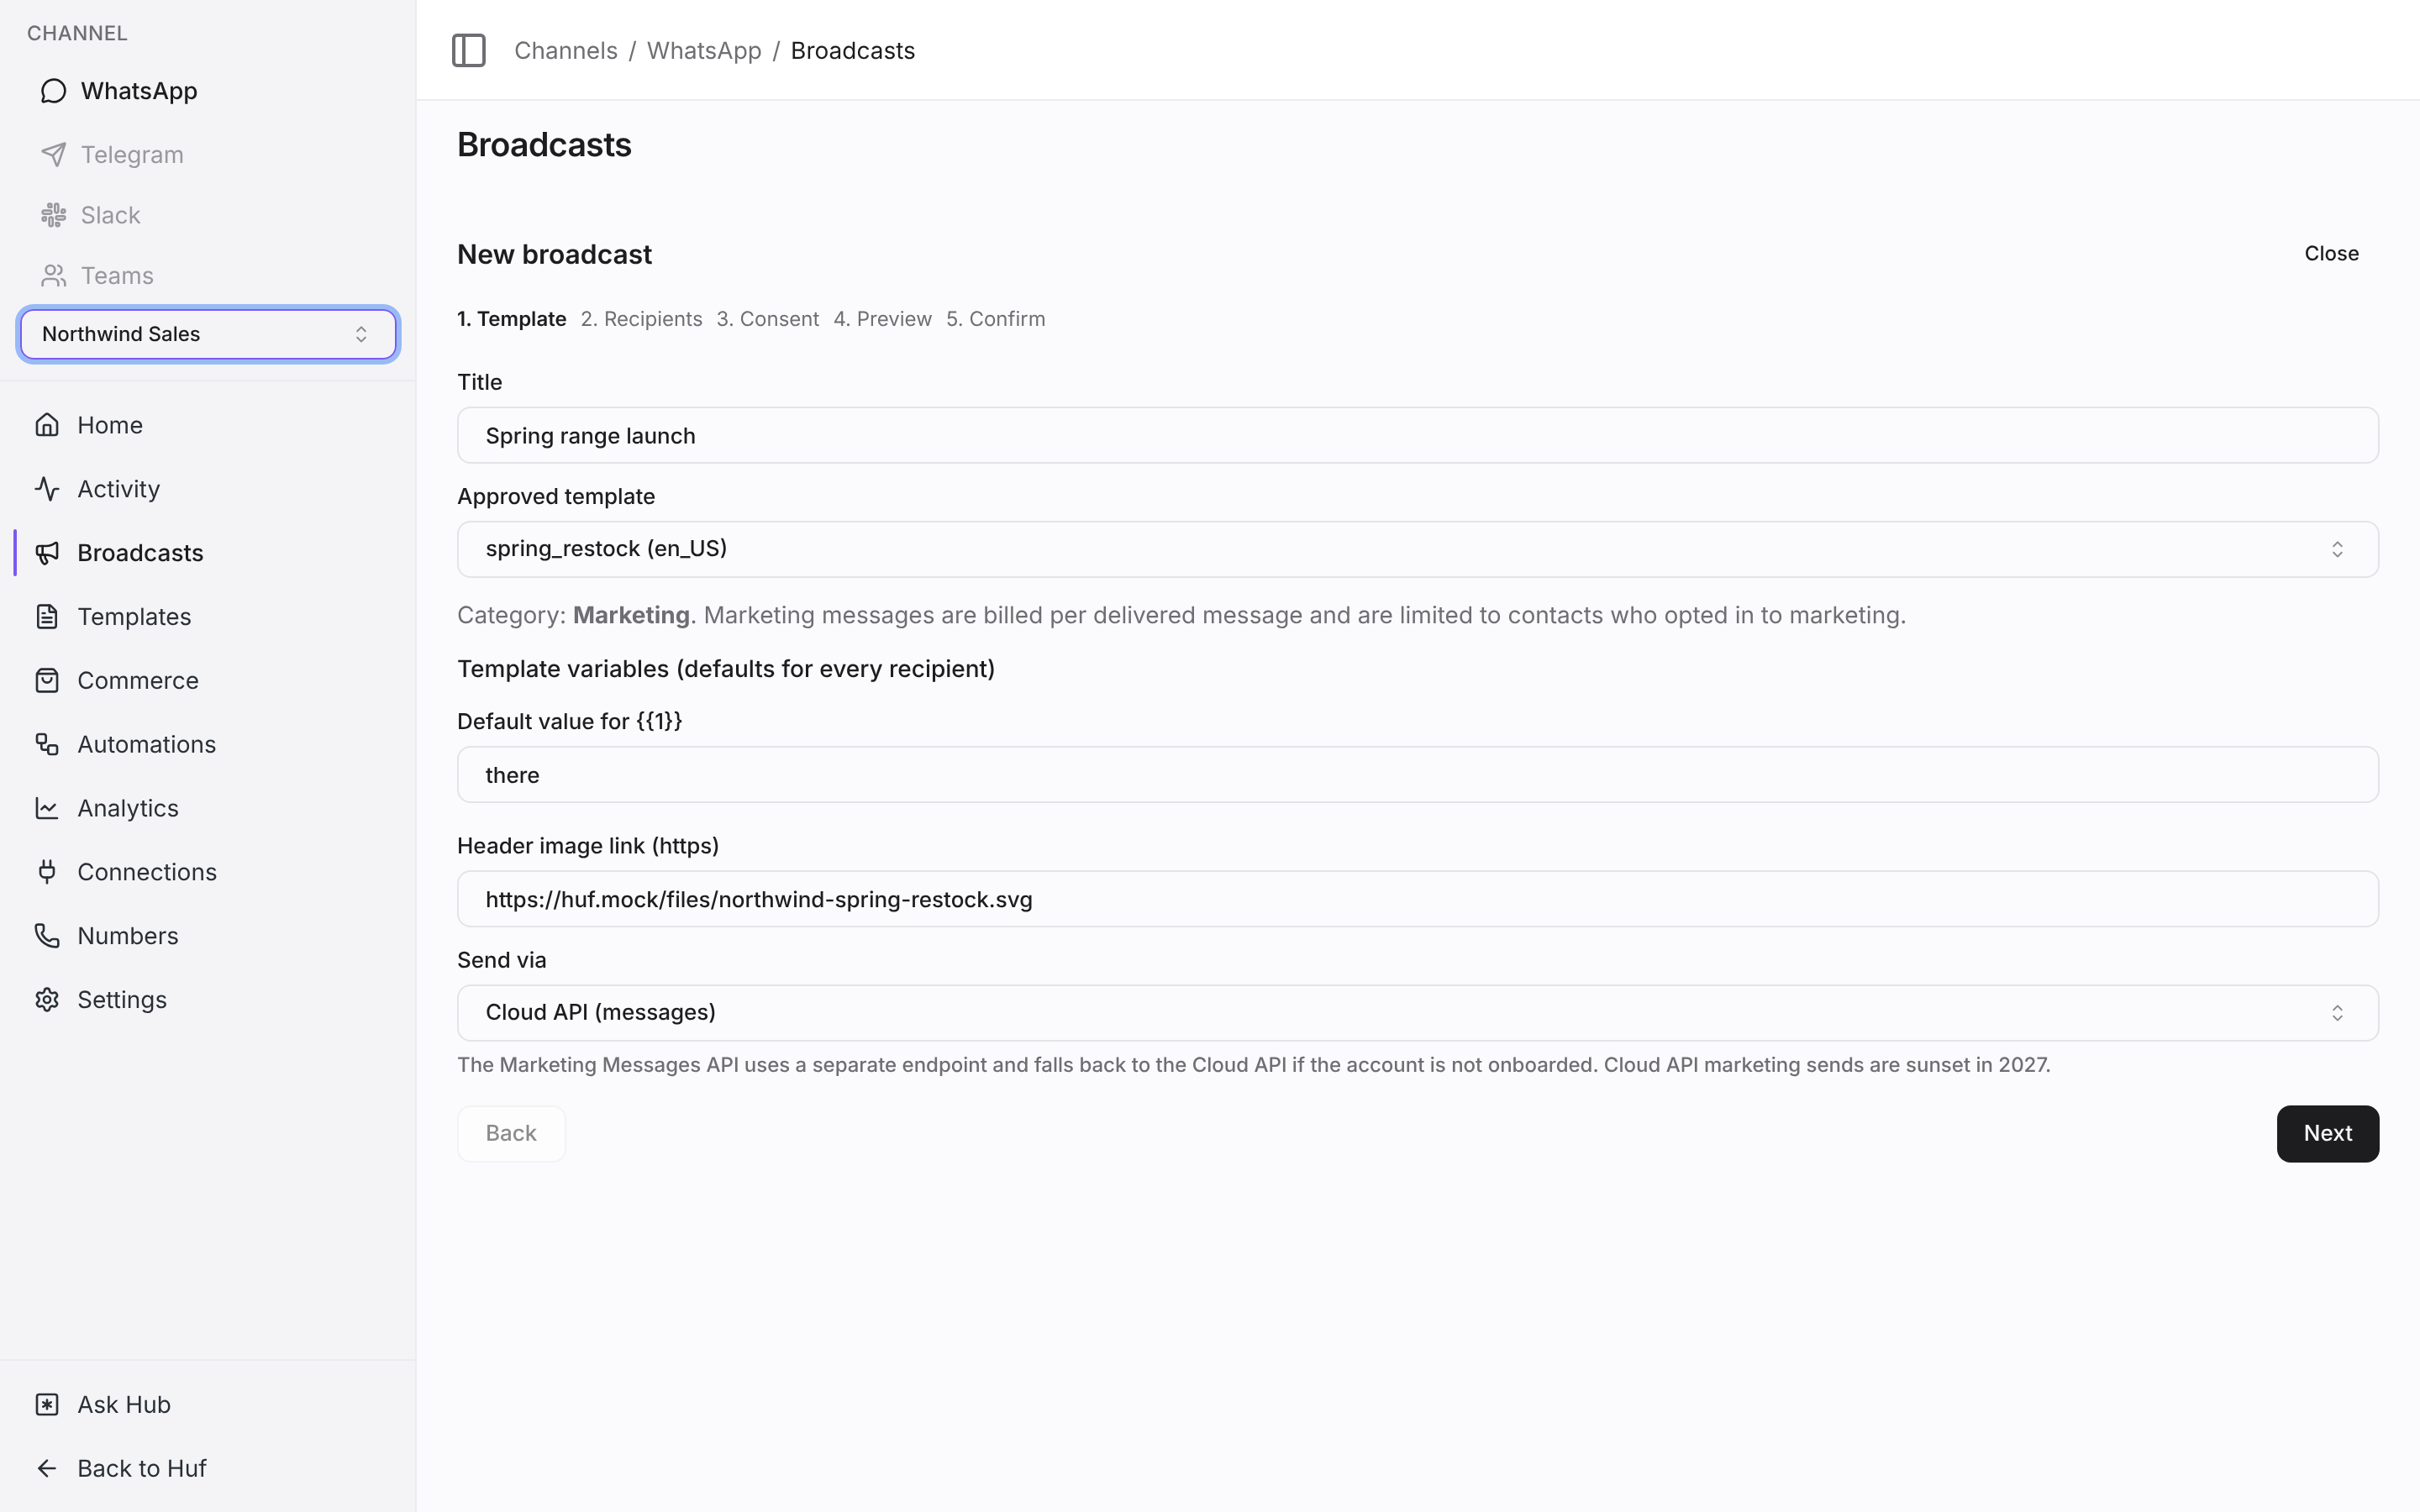 CHANNEL
WhatsApp
Telegram
Slack
Teams
Northwind Sales
Home
Activity
Broadcasts
Templates
Commerce
Automations
Analytics
Connections
Numbers
Settings
Ask Hub
Back to Huf
Channels / WhatsApp / Broadcasts
Broadcasts
New broadcast
Close
1. Template 2. Recipients 3. Consent 4. Preview 5. Confirm
Title
Spring range launch
Approved template
spring_restock (en_US)
Category: Marketing. Marketing messages are billed per delivered message and are limited to contacts who opted in to marketing.
Template variables (defaults for every recipient)
Default value for {{1}}
there
Header image link (https)
https://huf.mock/files/northwind-spring-restock.svg
Send via
Cloud API (messages)
The Marketing Messages API uses a separate endpoint and falls back to the Cloud API if the account is not onboarded. Cloud API marketing sends are sunset in 2027.
Back
Next